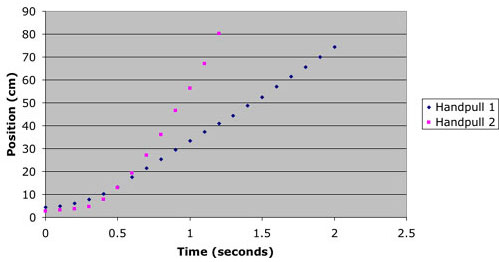 90
80
70
60
50
40
30
20
10
0
Position (cm)
0 0.5 1 1.5 2 2.5
Time (seconds)
Handpull 1
Handpull 2